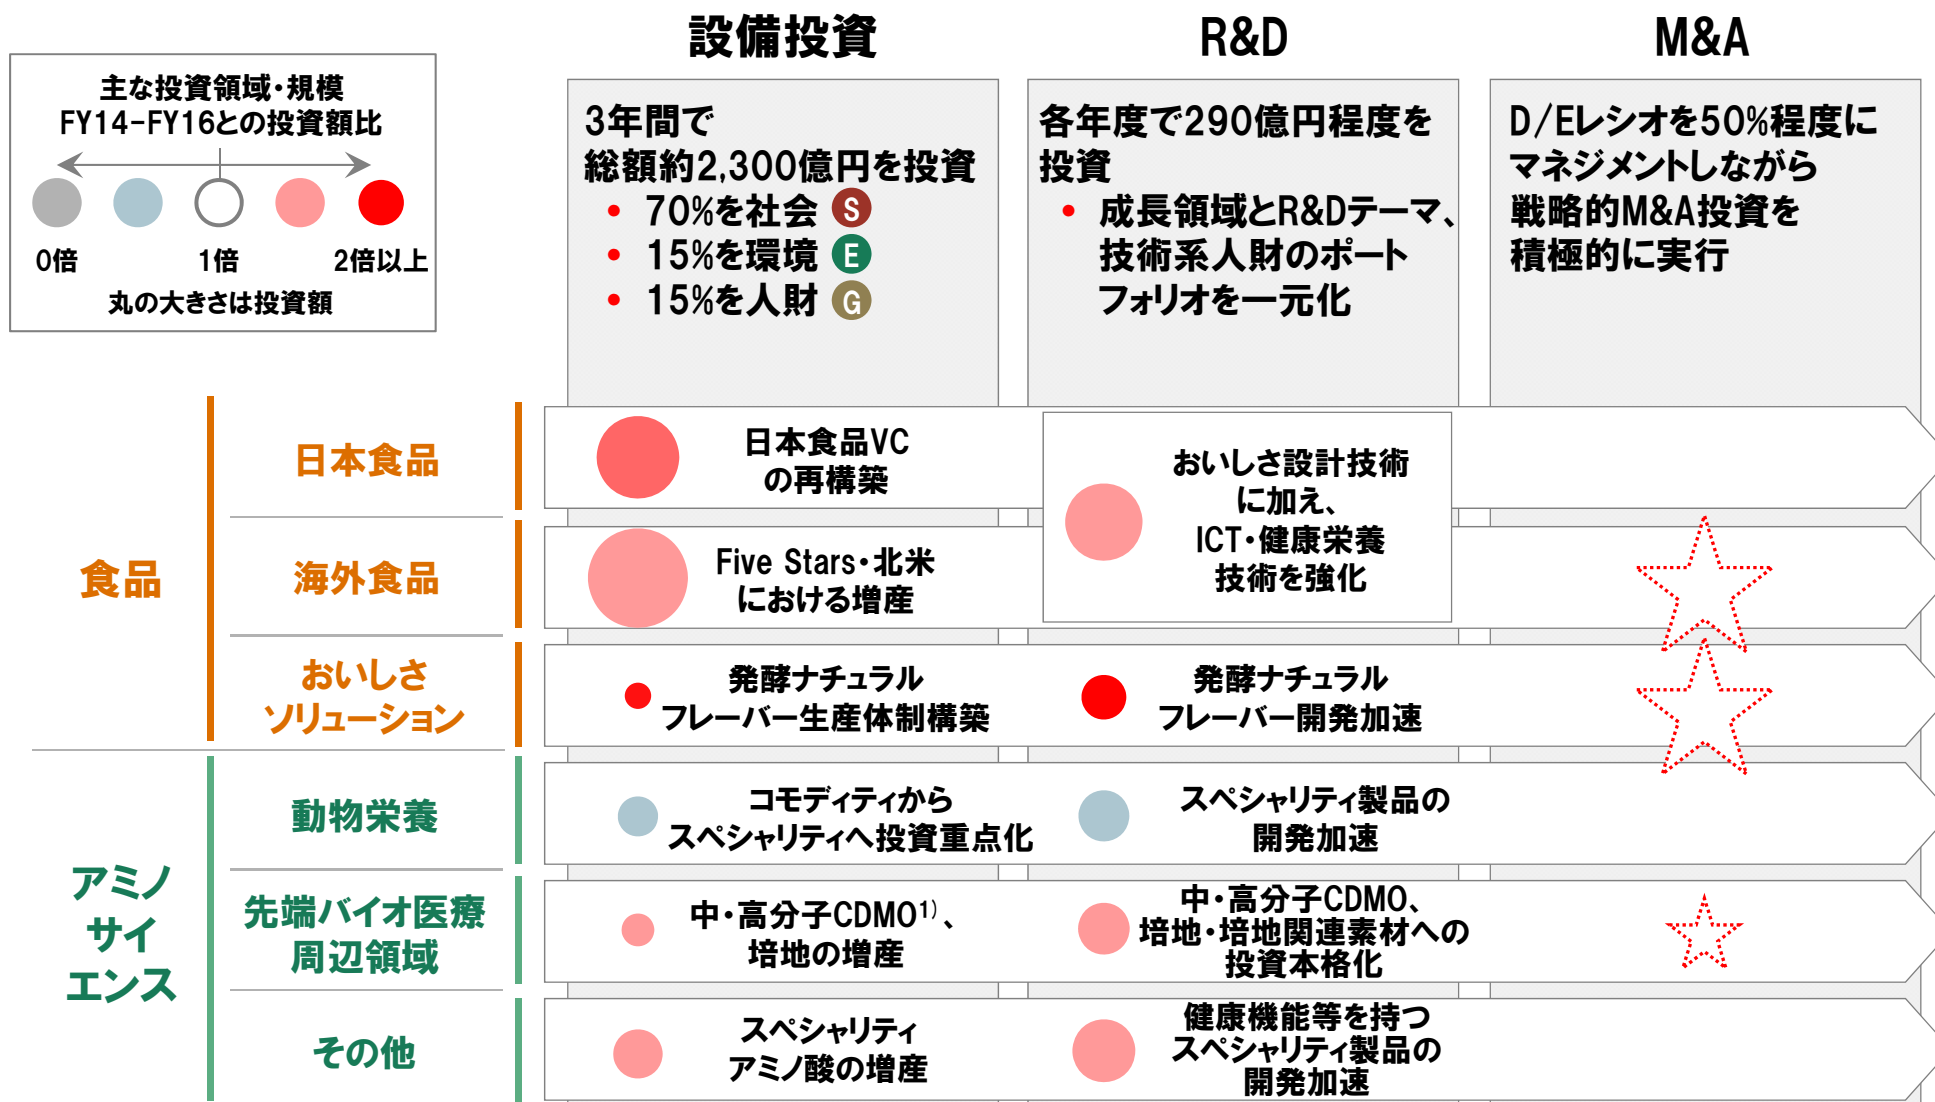 設備投資
R&D
M&A
主な投資領域・規模
FY14-FY16との投資額比
0倍
1倍
2倍以上
丸の大きさは投資額
3年間で
総額約2,300億円を投資
• 70%を社会 S
• 15%を環境 E
• 15%を人財 G
各年度で290億円程度を
投資
• 成長領域とR&Dテーマ、
技術系人財のポート
フォリオを一元化
D/Eレシオを50%程度に
マネジメントしながら
戦略的M&A投資を
積極的に実行
食品
日本食品
日本食品VC
の再構築
おいしさ設計技術
に加え、
ICT・健康栄養
技術を強化
海外食品
Five Stars・北米
における増産
おいしさ
ソリューション
発酵ナチュラル
フレーバー生産体制構築
発酵ナチュラル
フレーバー開発加速
アミノ
サイ
エンス
動物栄養
コモディティから
スペシャリティへ投資重点化
スペシャリティ製品の
開発加速
先端バイオ医療
周辺領域
中・高分子CDMO1)、
培地の増産
中・高分子CDMO、
培地・培地関連素材への
投資本格化
その他
スペシャリティ
アミノ酸の増産
健康機能等を持つ
スペシャリティ製品の
開発加速